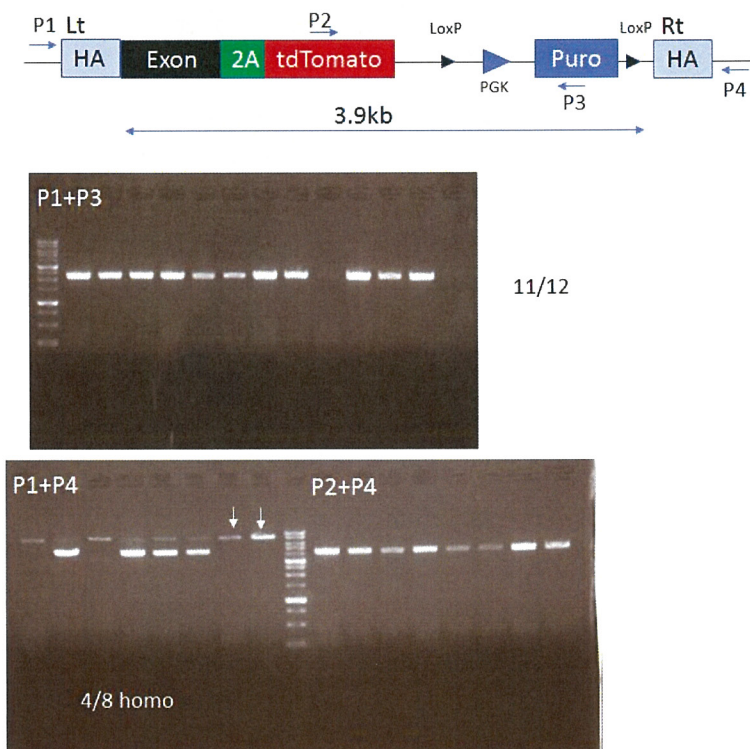 P1 Lt P2 LoxP LoxP Rt
HA Exon 2A tdTomato Puro HA
PGK P3 P4
3.9kb
P1+P3
11/12
P1+P4 P2+P4
4/8 homo